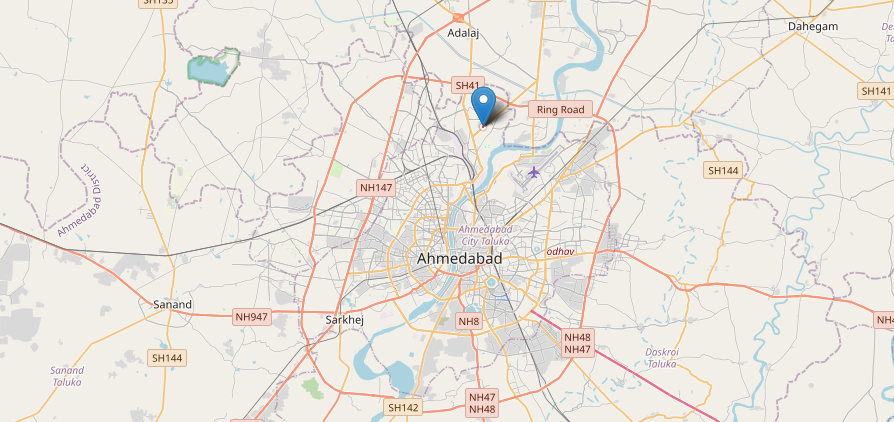 SH135
Adalaj
Dahegam
SH41
SH141
Ring Road
SH144
NH147
Ahmedabad District
Ahmedabad
City Taluka
Ahmedabad
odhav
Sanand
NH947
Sarkhej
NH8
NH48
NH47
SH144
Daskroi
Taluka
Sanand
Taluka
SH142
NH47
NH48